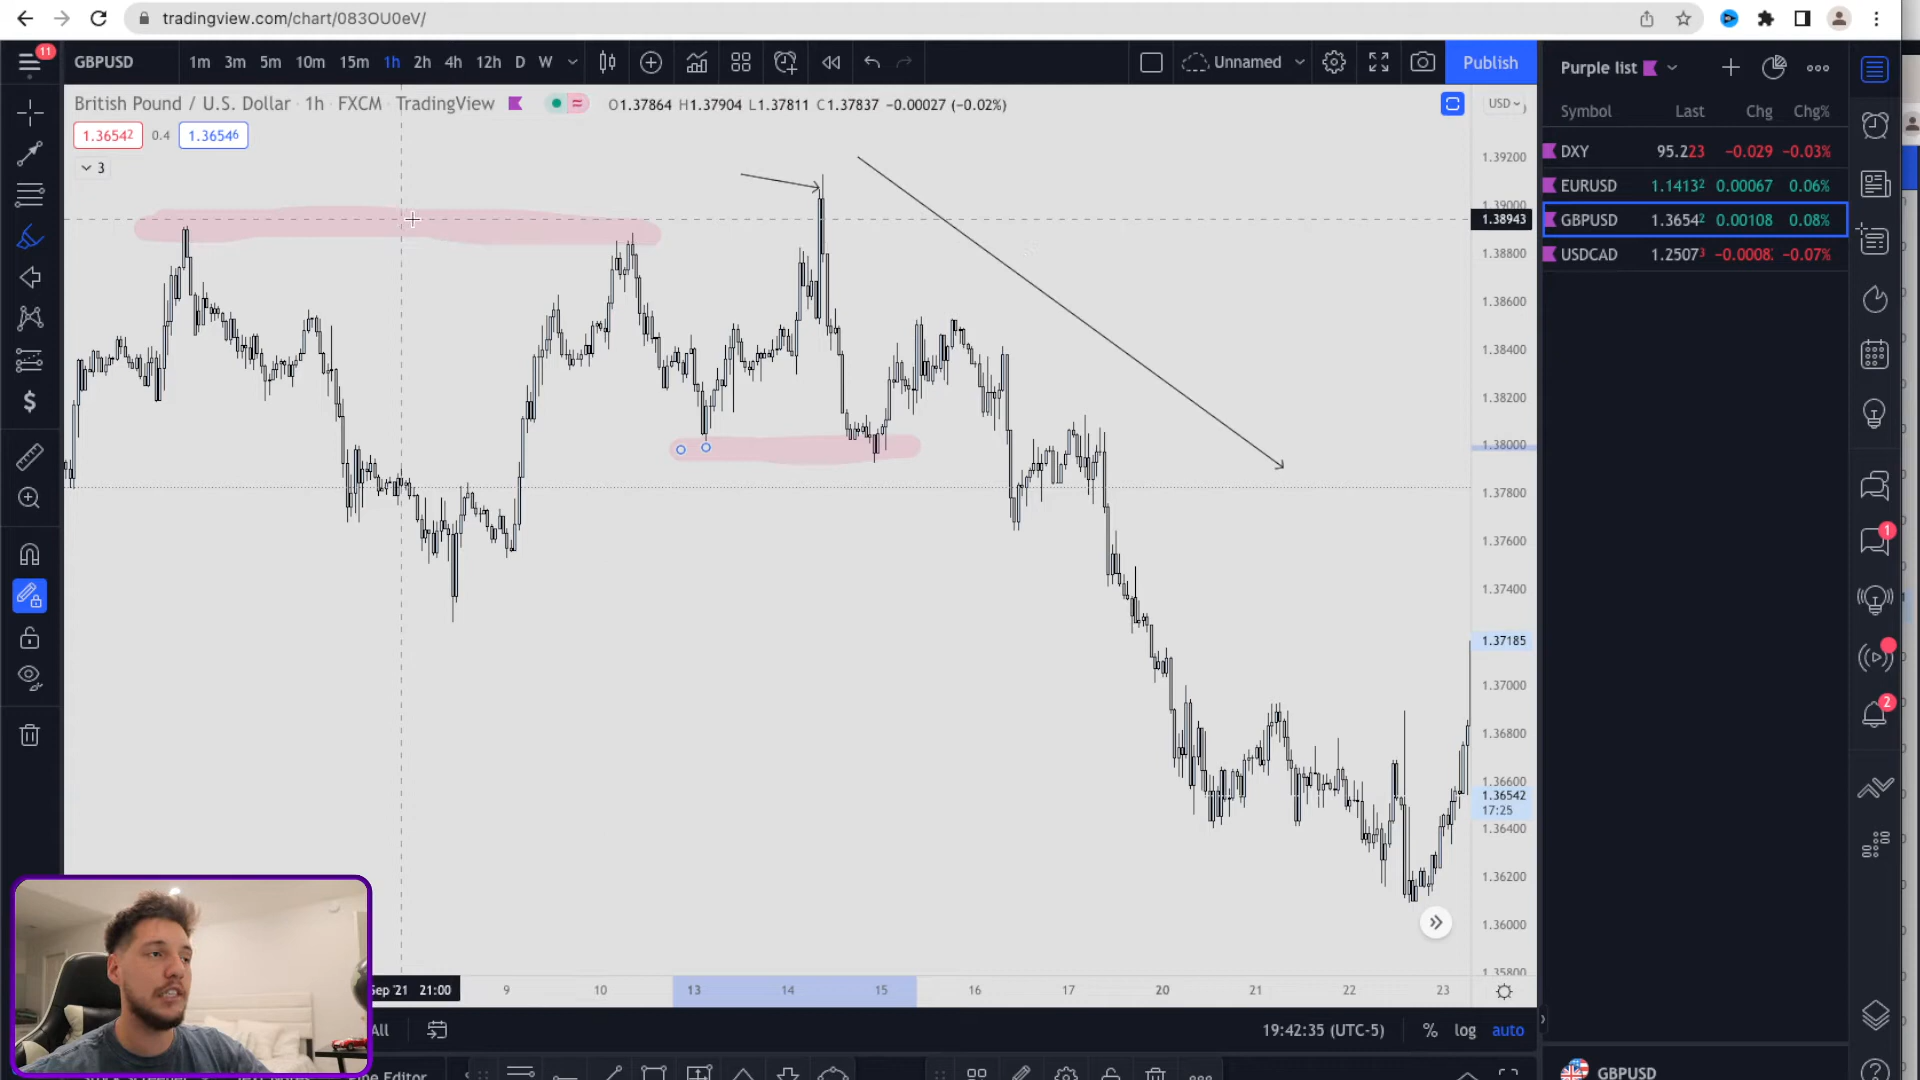 tradingview.com/chart/083OU0eV/
11
GBPUSD 1m 3m 5m 10m 15m 1h 2h 4h 12h D W Unnamed Publish
British Pound / U.S. Dollar · 1h · FXCM · TradingView O1.37864 H1.37904 L1.37811 C1.37837 −0.00027 (−0.02%) USD
1.36542 0.4 1.36546
3
Purple list
Symbol Last Chg Chg%
DXY 95.223 −0.029 −0.03%
EURUSD 1.14132 0.00067 0.06%
GBPUSD 1.36542 0.00108 0.08%
USDCAD 1.25073 −0.0008 −0.07%
1.39200
1.39000
1.38943
1.38800
1.38600
1.38400
1.38200
1.38000
1.37800
1.37600
1.37400
1.37185
1.37000
1.36800
1.36600
1.36542
17:25
1.36400
1.36200
1.36000
1.35800
1
2
Sep '21 21:00 9 10 13 14 15 16 17 20 21 22 23
All 19:42:35 (UTC-5) % log auto
Pine Editor
GBPUSD